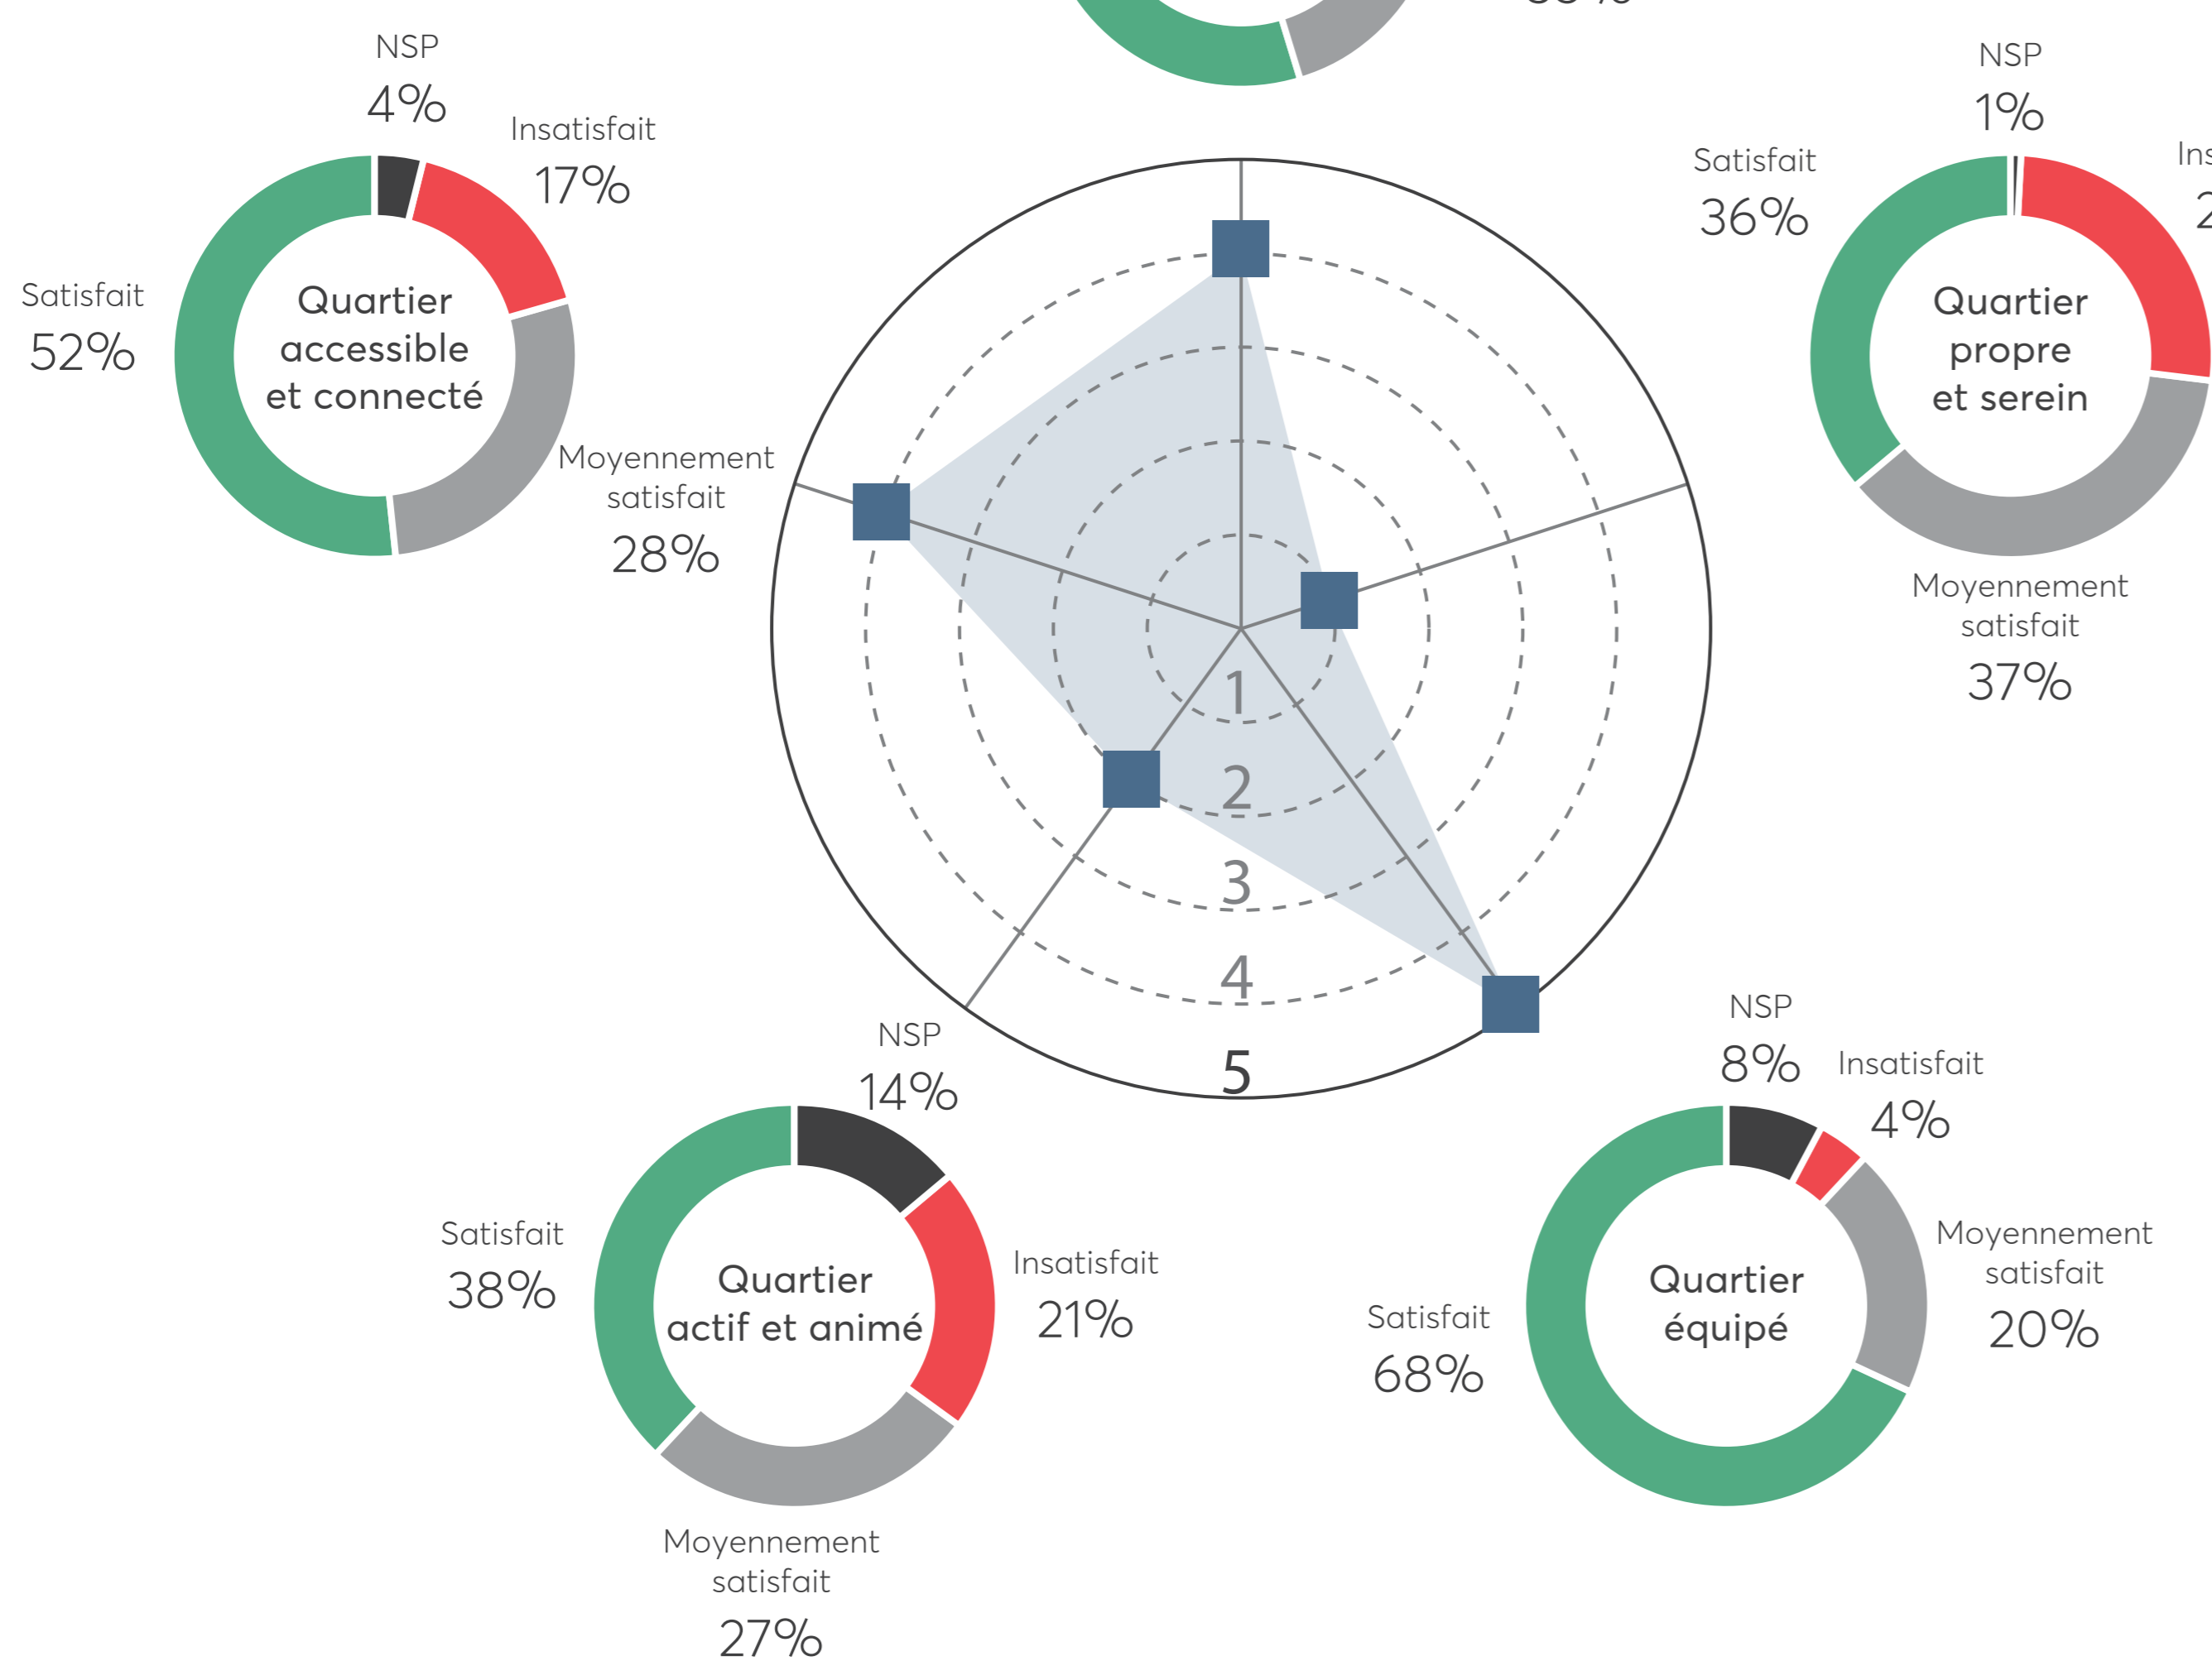 NSP
4%
Insatisfait
17%
Satisfait
52%
Quartier
accessible
et connecté
Moyennement
satisfait
28%
NSP
1%
Satisfait
36%
Quartier
propre
et serein
Moyennement
satisfait
37%
1
2
3
4
5
NSP
14%
Satisfait
38%
Insatisfait
21%
Quartier
actif et animé
Moyennement
satisfait
27%
NSP
8%
Insatisfait
4%
Moyennement
satisfait
20%
Satisfait
68%
Quartier
équipé